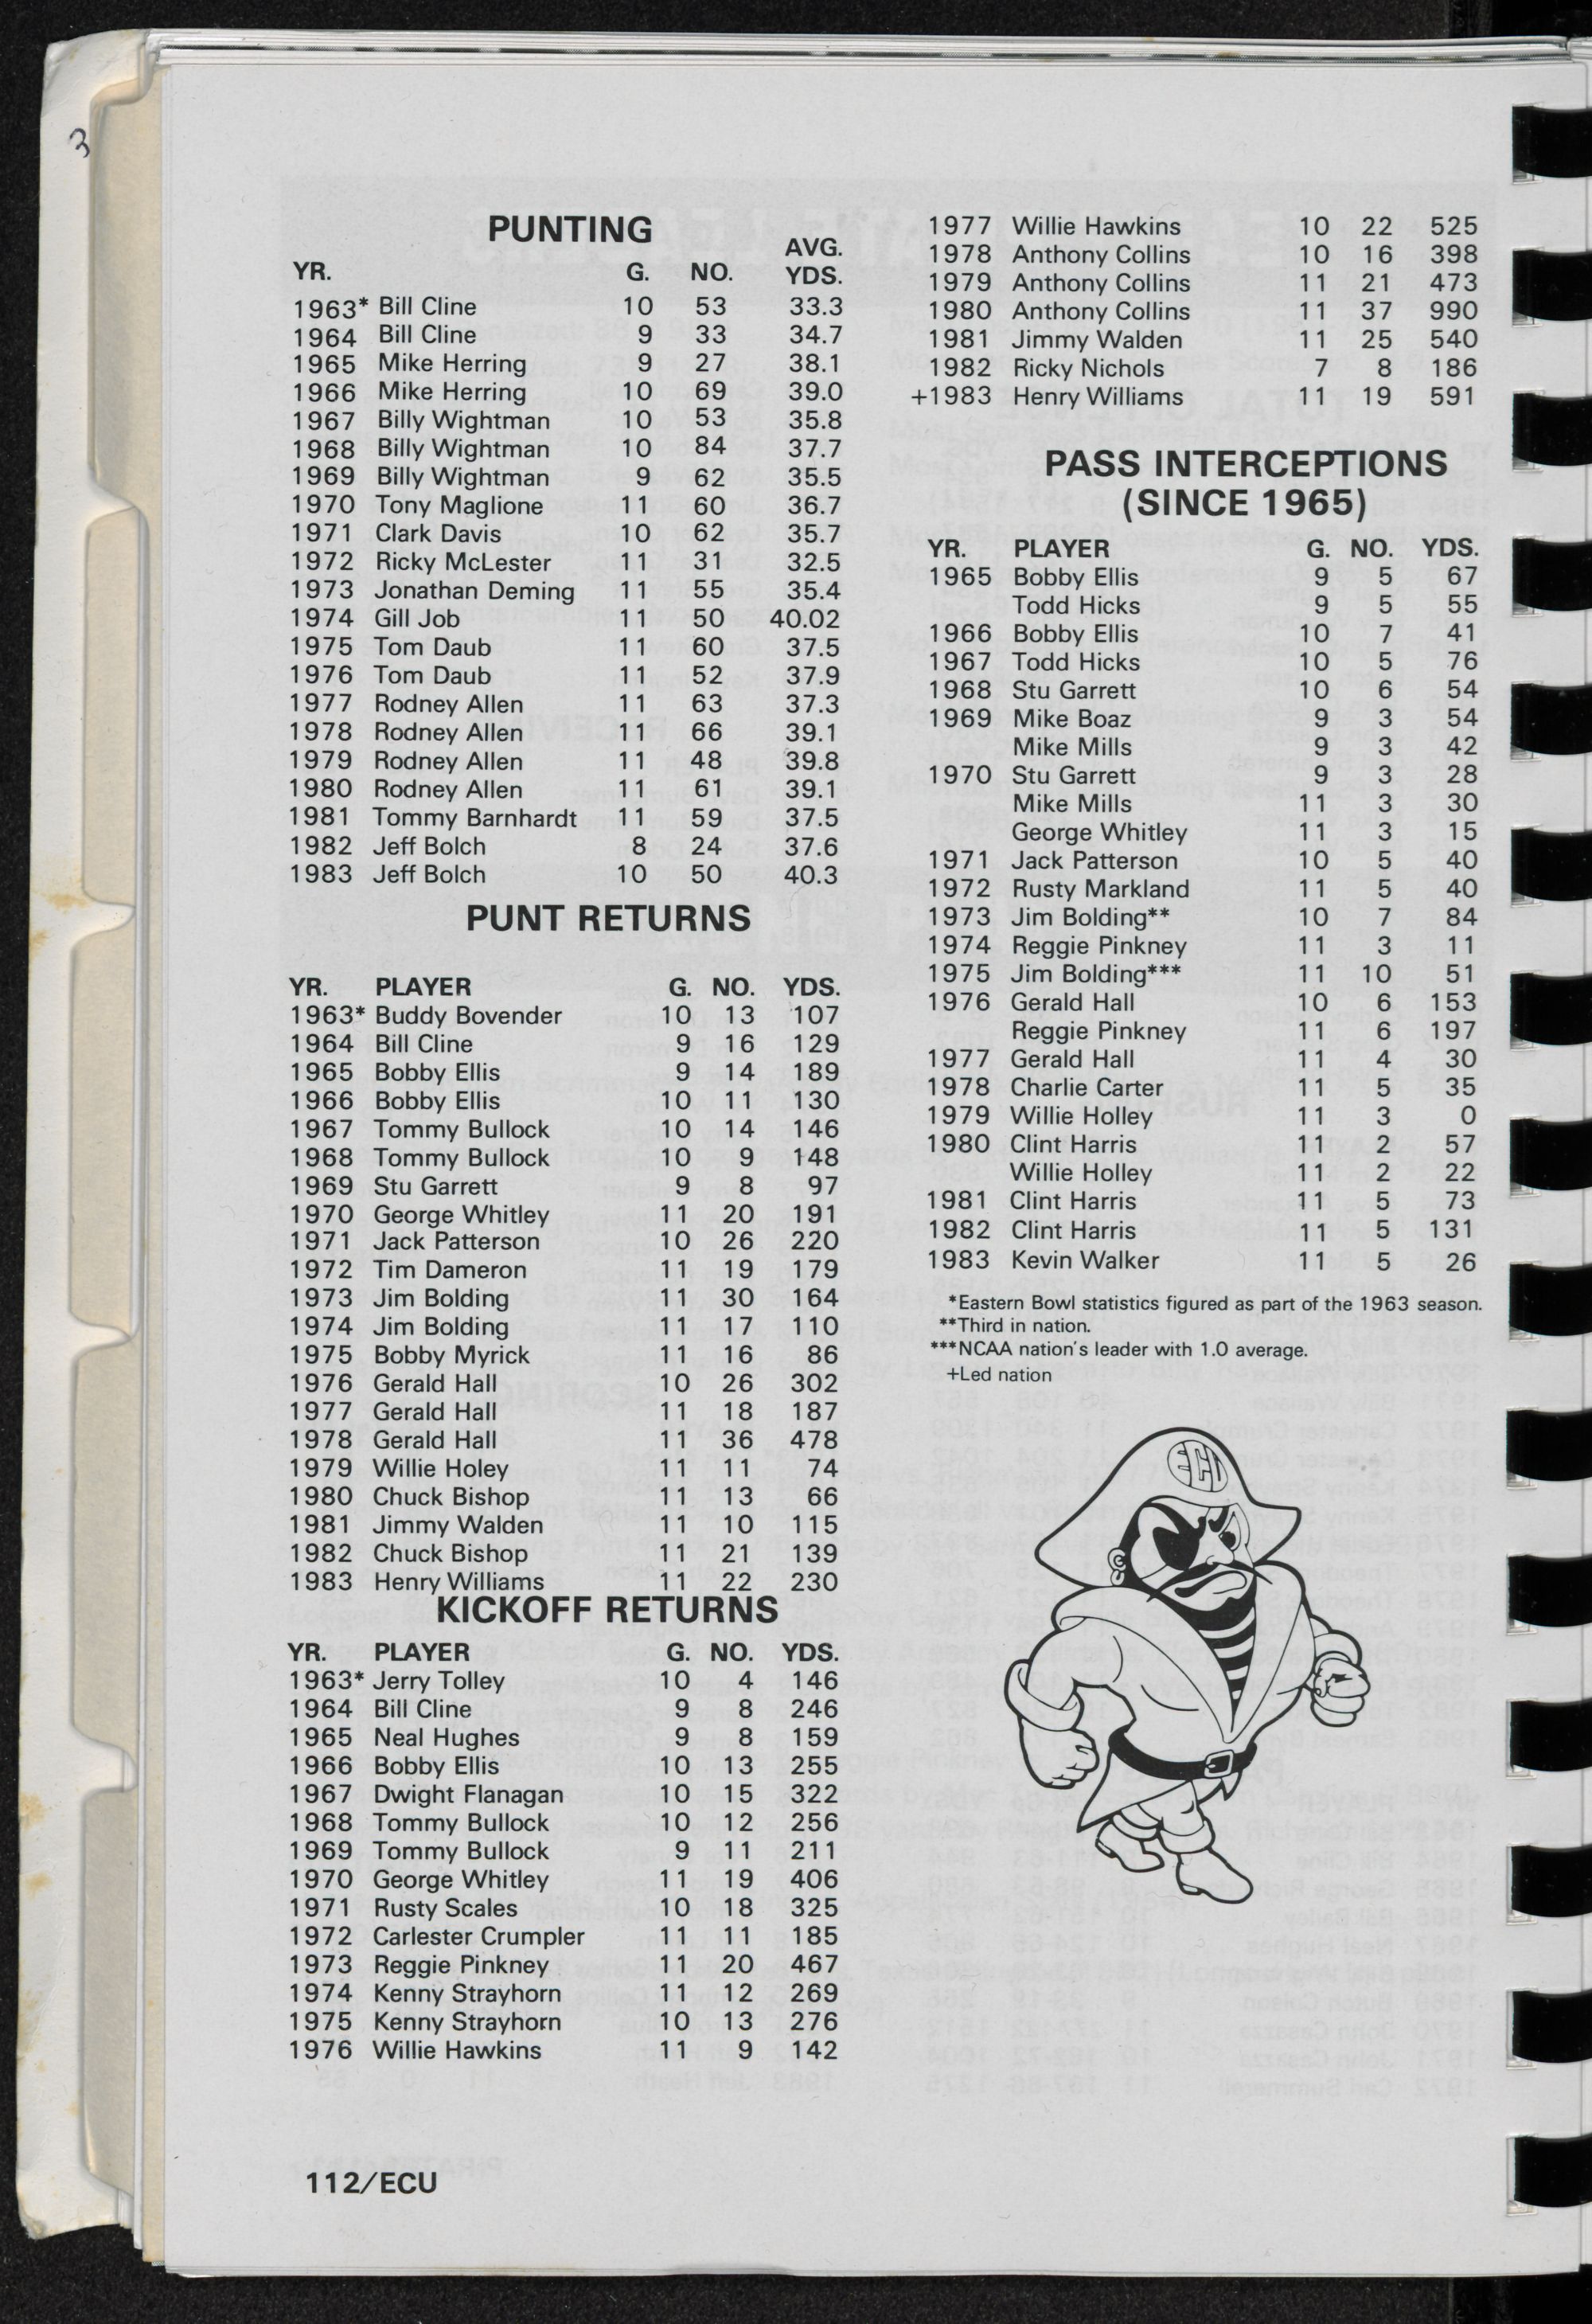 3
PUNTING
AVG.
YR. G. NO. YDS.
1963* Bill Cline 10 53 33.3
1964 Bill Cline 9 33 34.7
1965 Mike Herring 9 27 38.1
1966 Mike Herring 10 69 39.0
1967 Billy Wightman 10 53 35.8
1968 Billy Wightman 10 84 37.7
1969 Billy Wightman 9 62 35.5
1970 Tony Maglione 11 60 36.7
1971 Clark Davis 10 62 35.7
1972 Ricky McLester 11 31 32.5
1973 Jonathan Deming 11 55 35.4
1974 Gill Job 11 50 40.02
1975 Tom Daub 11 60 37.5
1976 Tom Daub 11 52 37.9
1977 Rodney Allen 11 63 37.3
1978 Rodney Allen 11 66 39.1
1979 Rodney Allen 11 48 39.8
1980 Rodney Allen 11 61 39.1
1981 Tommy Barnhardt 11 59 37.5
1982 Jeff Bolch 8 24 37.6
1983 Jeff Bolch 10 50 40.3
PUNT RETURNS
YR. PLAYER G. NO. YDS.
1963* Buddy Bovender 10 13 107
1964 Bill Cline 9 16 129
1965 Bobby Ellis 9 14 189
1966 Bobby Ellis 10 11 130
1967 Tommy Bullock 10 14 146
1968 Tommy Bullock 10 9 148
1969 Stu Garrett 9 8 97
1970 George Whitley 11 20 191
1971 Jack Patterson 10 26 220
1972 Tim Dameron 11 19 179
1973 Jim Bolding 11 30 164
1974 Jim Bolding 11 17 110
1975 Bobby Myrick 11 16 86
1976 Gerald Hall 10 26 302
1977 Gerald Hall 11 18 187
1978 Gerald Hall 11 36 478
1979 Willie Holey 11 11 74
1980 Chuck Bishop 11 13 66
1981 Jimmy Walden 11 10 115
1982 Chuck Bishop 11 21 139
1983 Henry Williams 11 22 230
KICKOFF RETURNS
YR. PLAYER G. NO. YDS.
1963* Jerry Tolley 10 4 146
1964 Bill Cline 9 8 246
1965 Neal Hughes 9 8 159
1966 Bobby Ellis 10 13 255
1967 Dwight Flanagan 10 15 322
1968 Tommy Bullock 10 12 256
1969 Tommy Bullock 9 11 211
1970 George Whitley 11 19 406
1971 Rusty Scales 10 18 325
1972 Carlester Crumpler 11 11 185
1973 Reggie Pinkney 11 20 467
1974 Kenny Strayhorn 11 12 269
1975 Kenny Strayhorn 10 13 276
1976 Willie Hawkins 11 9 142
1977 Willie Hawkins 10 22 525
1978 Anthony Collins 10 16 398
1979 Anthony Collins 11 21 473
1980 Anthony Collins 11 37 990
1981 Jimmy Walden 11 25 540
1982 Ricky Nichols 7 8 186
+1983 Henry Williams 11 19 591
PASS INTERCEPTIONS
(SINCE 1965)
YR. PLAYER G. NO. YDS.
1965 Bobby Ellis 9 5 67
Todd Hicks 9 5 55
1966 Bobby Ellis 10 7 41
1967 Todd Hicks 10 5 76
1968 Stu Garrett 10 6 54
1969 Mike Boaz 9 3 54
Mike Mills 9 3 42
1970 Stu Garrett 9 3 28
Mike Mills 11 3 30
George Whitley 11 3 15
1971 Jack Patterson 10 5 40
1972 Rusty Markland 11 5 40
1973 Jim Bolding** 10 7 84
1974 Reggie Pinkney 11 3 11
1975 Jim Bolding*** 11 10 51
1976 Gerald Hall 10 6 153
Reggie Pinkney 11 6 197
1977 Gerald Hall 11 4 30
1978 Charlie Carter 11 5 35
1979 Willie Holley 11 3 0
1980 Clint Harris 11 2 57
Willie Holley 11 2 22
1981 Clint Harris 11 5 73
1982 Clint Harris 11 5 131
1983 Kevin Walker 11 5 26
*Eastern Bowl statistics figured as part of the 1963 season.
**Third in nation.
***NCAA nation's leader with 1.0 average.
+Led nation
ECU
112/ECU